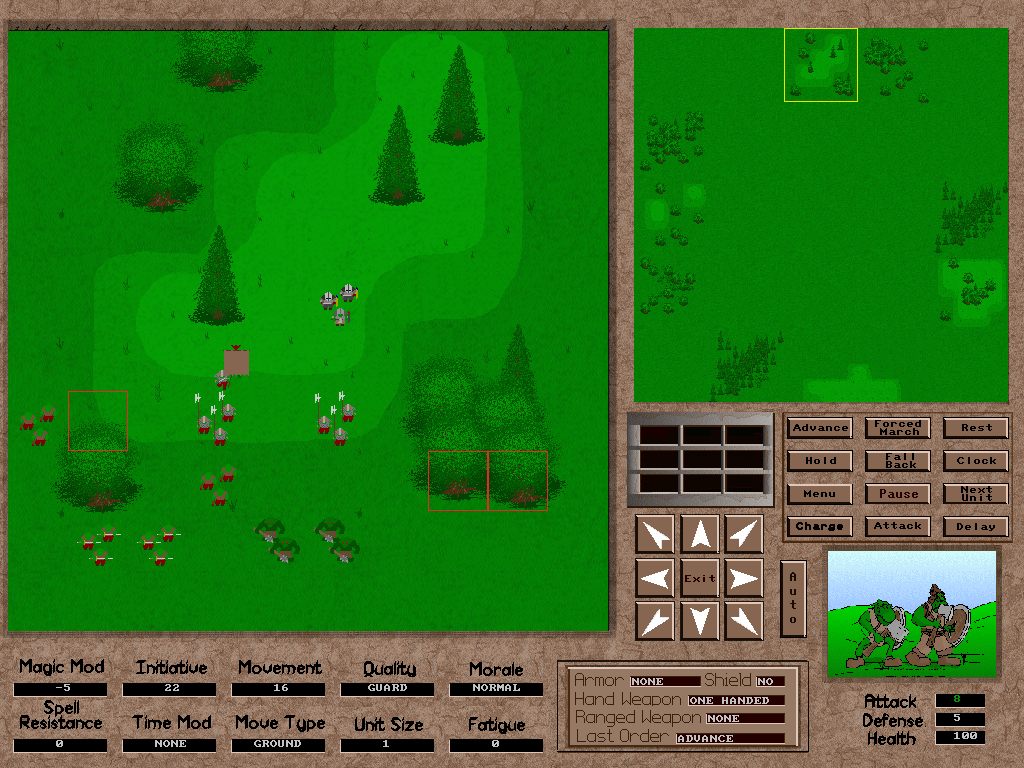 Advance Forced March Rest
Hold Fall Back Clock
Menu Pause Next Unit
Charge Attack Delay
Exit
Auto
Magic Mod Initiative Movement Quality Morale
-5 22 16 GUARD NORMAL
Spell Resistance Time Mod Move Type Unit Size Fatigue
0 NONE GROUND 1 0
Armor NONE Shield NO
Hand Weapon ONE HANDED
Ranged Weapon NONE
Last Order ADVANCE
Attack 8
Defense 5
Health 100